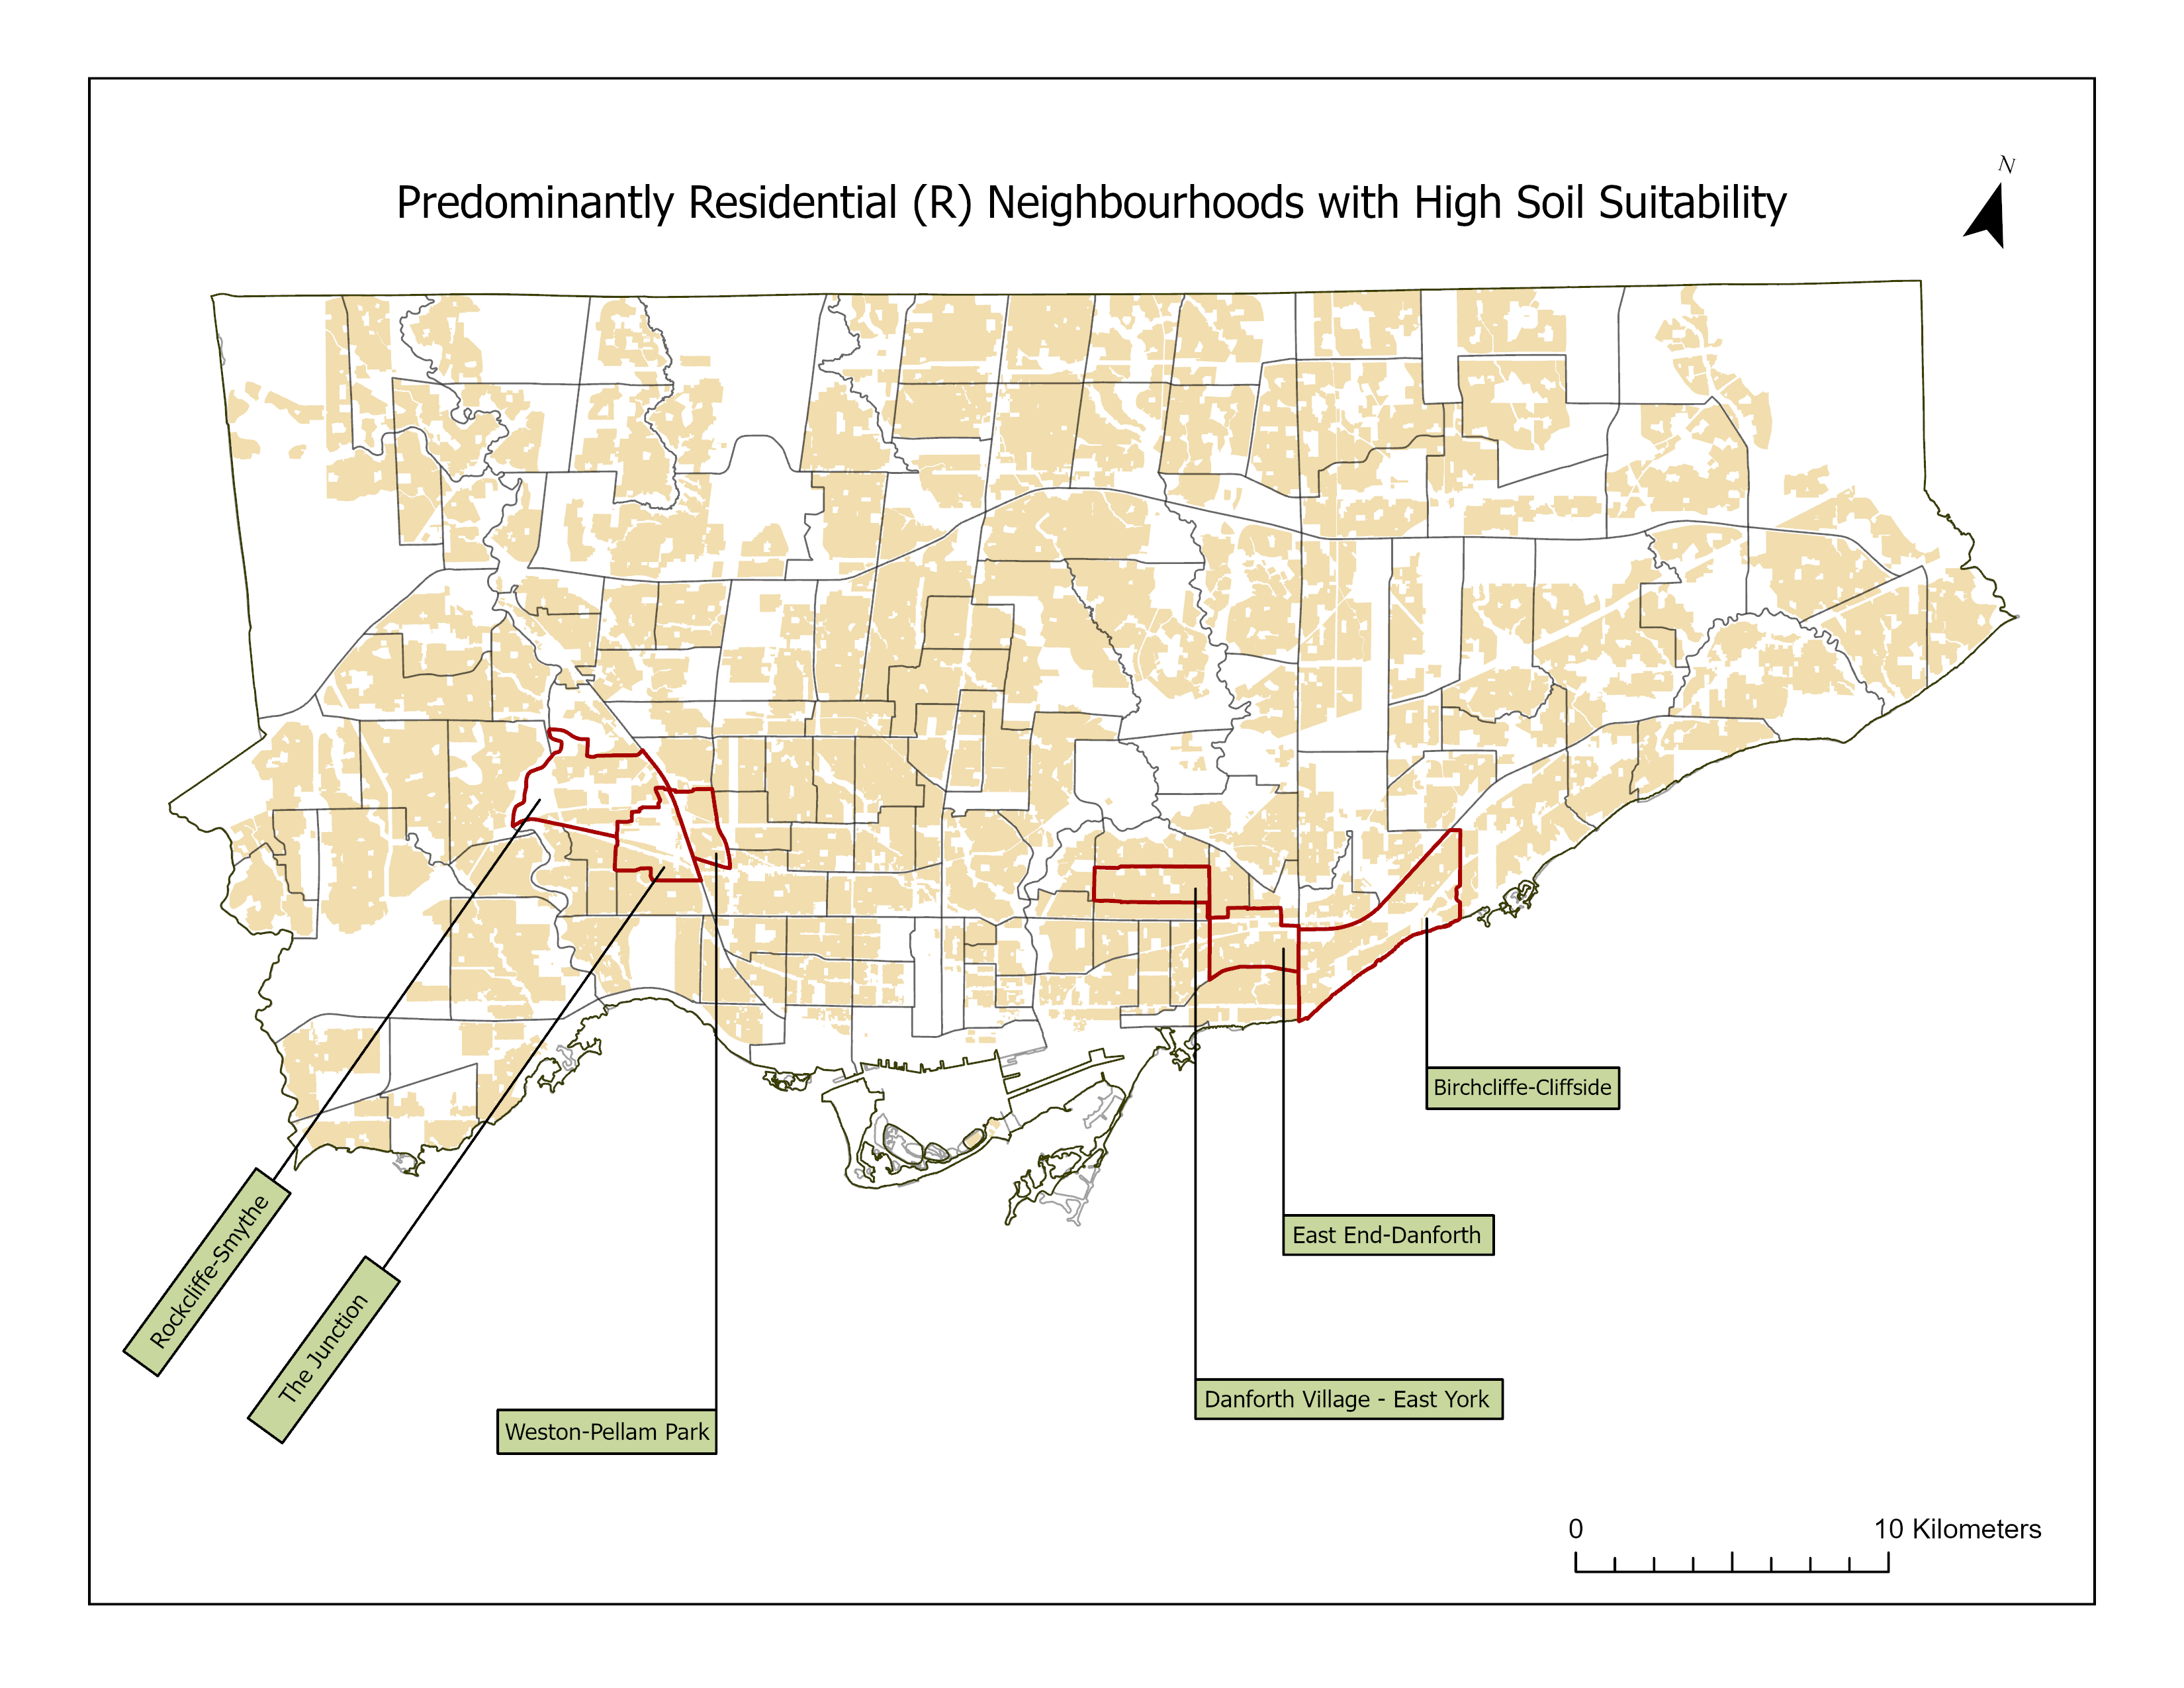 N
Predominantly Residential (R) Neighbourhoods with High Soil Suitability
Birchcliffe-Cliffside
Rockcliffe-Smythe
East End-Danforth
The Junction
Danforth Village - East York
Weston-Pellam Park
0 10 Kilometers